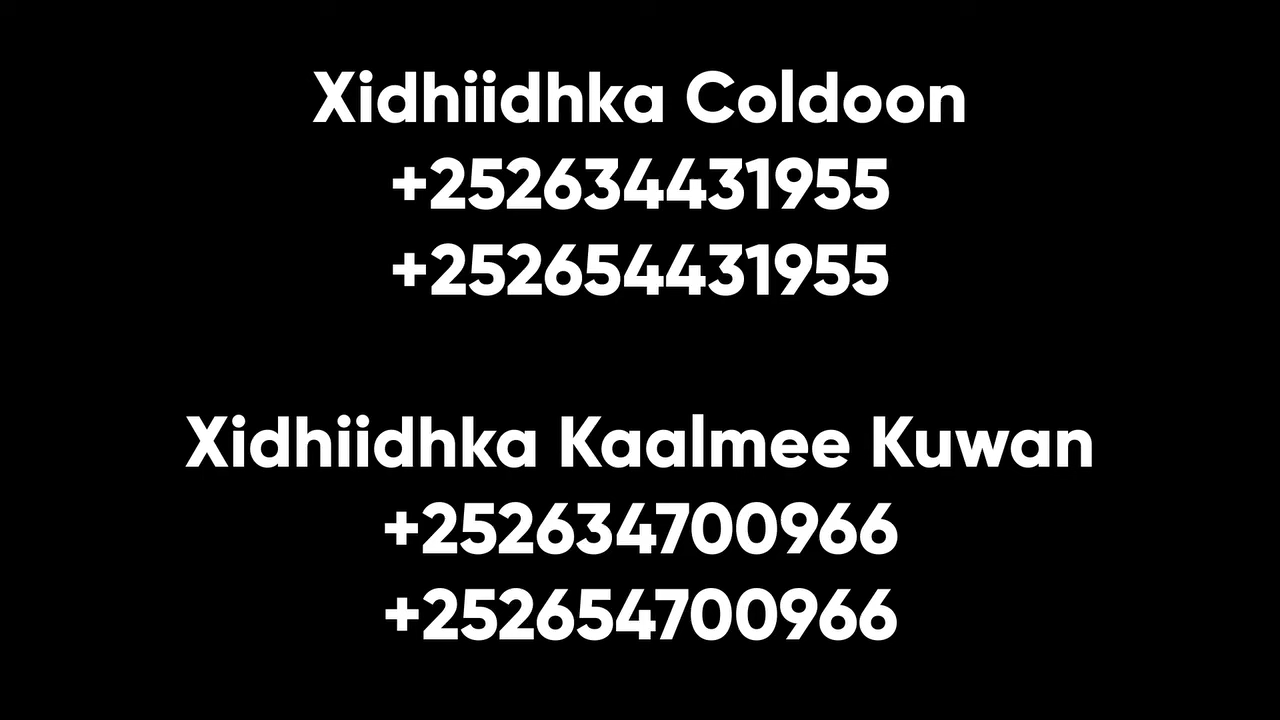 Xidhiidhka Coldoon
+252634431955
+252654431955
Xidhiidhka Kaalmee Kuwan
+252634700966
+252654700966